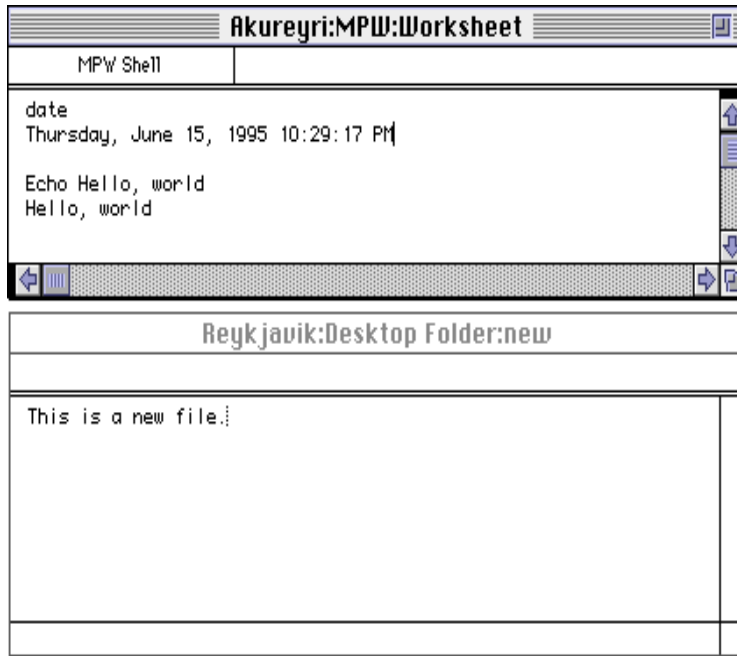 Akureyri:MPW:Worksheet
MPW Shell
date
Thursday, June 15, 1995 10:29:17 PM
Echo Hello, world
Hello, world
Reykjavik:Desktop Folder:new
This is a new file.